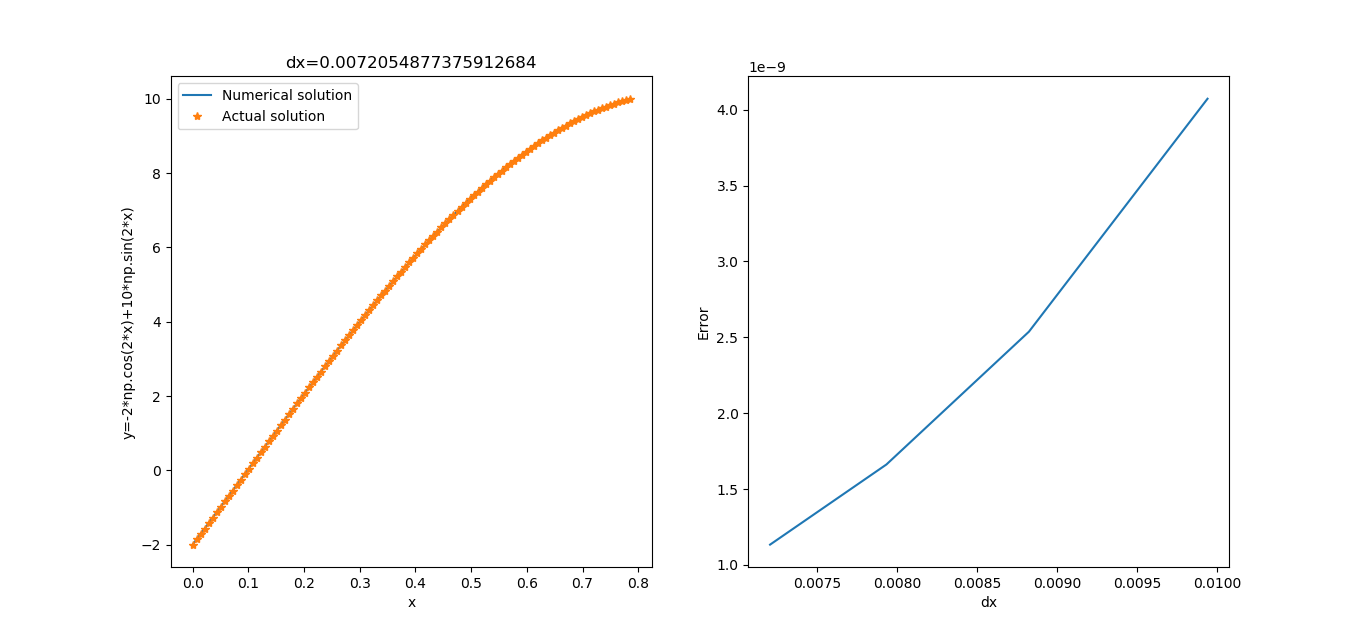 dx=0.0072054877375912684
Numerical solution
Actual solution
y=-2*np.cos(2*x)+10*np.sin(2*x)
10
8
6
4
2
0
−2
0.0 0.1 0.2 0.3 0.4 0.5 0.6 0.7 0.8
x
1e−9
Error
4.0
3.5
3.0
2.5
2.0
1.5
1.0
0.0075 0.0080 0.0085 0.0090 0.0095 0.0100
dx